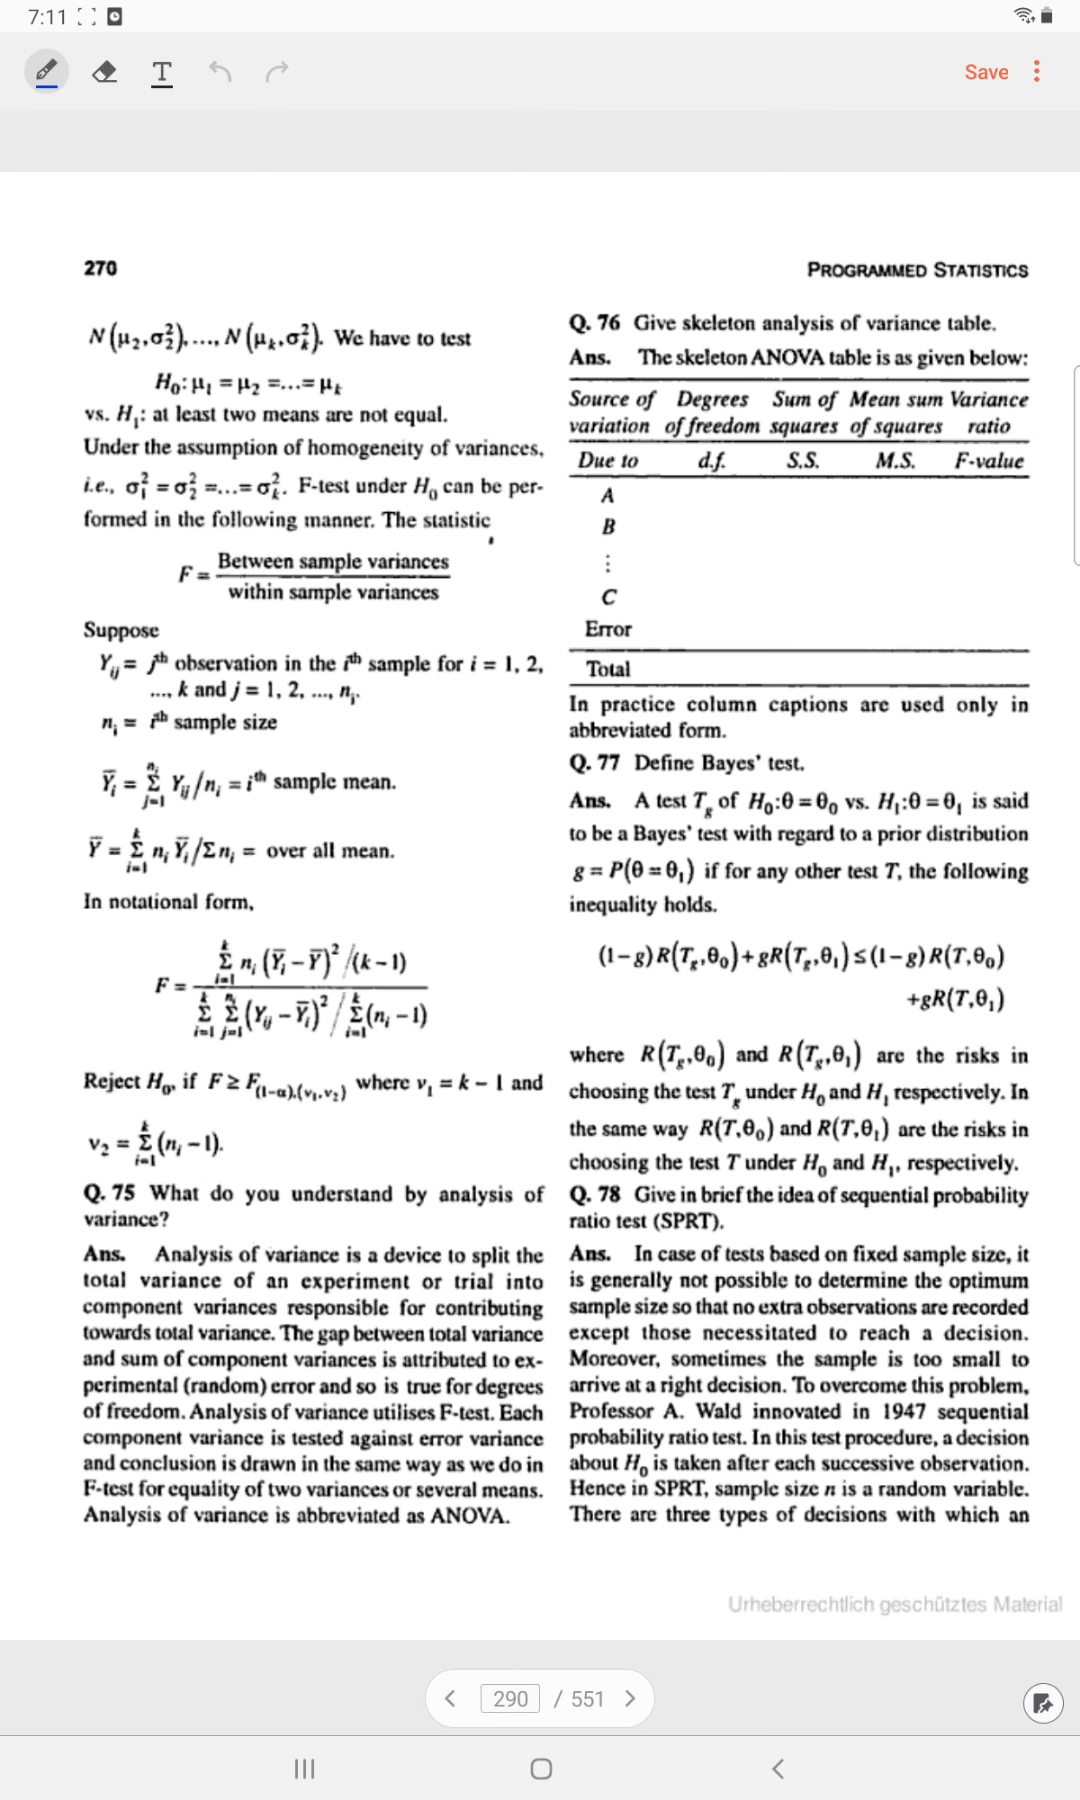 7:11
Save
270
PROGRAMMED STATISTICS
N(μ₂,σ₂²), ..., N(μₖ,σₖ²). We have to test
H₀: μ₁ = μ₂ =...= μₖ
vs. H₁: at least two means are not equal.
Under the assumption of homogeneity of variances,
i.e., σ₁² = σ₂² =...= σₖ². F-test under H₀ can be per-
formed in the following manner. The statistic
F = Between sample variances / within sample variances
Suppose
Yᵢⱼ = jᵗʰ observation in the iᵗʰ sample for i = 1, 2,
..., k and j = 1, 2, ..., nᵢ.
nᵢ = iᵗʰ sample size
Ȳᵢ = Σⱼ₌₁ⁿⁱ Yᵢⱼ/nᵢ = iᵗʰ sample mean.
Ȳ = Σᵢ₌₁ᵏ nᵢ Ȳᵢ/Σnᵢ = over all mean.
In notational form,
F = Σᵢ₌₁ᵏ nᵢ (Ȳᵢ – Ȳ)² /(k – 1) / Σᵢ₌₁ᵏ Σⱼ₌₁ⁿⁱ (Yᵢⱼ – Ȳᵢ)² / Σᵢ₌₁ᵏ (nᵢ – 1)
Reject H₀, if F ≥ F₍₁₋α₎,₍ν₁,ν₂₎ where ν₁ = k – 1 and
ν₂ = Σᵢ₌₁ᵏ (nᵢ – 1).
Q. 75 What do you understand by analysis of
variance?
Ans. Analysis of variance is a device to split the
total variance of an experiment or trial into
component variances responsible for contributing
towards total variance. The gap between total variance
and sum of component variances is attributed to ex-
perimental (random) error and so is true for degrees
of freedom. Analysis of variance utilises F-test. Each
component variance is tested against error variance
and conclusion is drawn in the same way as we do in
F-test for equality of two variances or several means.
Analysis of variance is abbreviated as ANOVA.
Q. 76 Give skeleton analysis of variance table.
Ans. The skeleton ANOVA table is as given below:
Source of Degrees Sum of Mean sum Variance
variation of freedom squares of squares ratio
Due to d.f. S.S. M.S. F-value
A
B
⋮
C
Error
Total
In practice column captions are used only in
abbreviated form.
Q. 77 Define Bayes' test.
Ans. A test T_g of H₀:θ = θ₀ vs. H₁:θ = θ₁ is said
to be a Bayes' test with regard to a prior distribution
g = P(θ = θ₁) if for any other test T, the following
inequality holds.
(1–g)R(T_g,θ₀)+gR(T_g,θ₁)≤(1–g)R(T,θ₀)
+gR(T,θ₁)
where R(T_g,θ₀) and R(T_g,θ₁) are the risks in
choosing the test T_g under H₀ and H₁ respectively. In
the same way R(T,θ₀) and R(T,θ₁) are the risks in
choosing the test T under H₀ and H₁, respectively.
Q. 78 Give in brief the idea of sequential probability
ratio test (SPRT).
Ans. In case of tests based on fixed sample size, it
is generally not possible to determine the optimum
sample size so that no extra observations are recorded
except those necessitated to reach a decision.
Moreover, sometimes the sample is too small to
arrive at a right decision. To overcome this problem,
Professor A. Wald innovated in 1947 sequential
probability ratio test. In this test procedure, a decision
about H₀ is taken after each successive observation.
Hence in SPRT, sample size n is a random variable.
There are three types of decisions with which an
Urheberrechtlich geschütztes Material
290 / 551